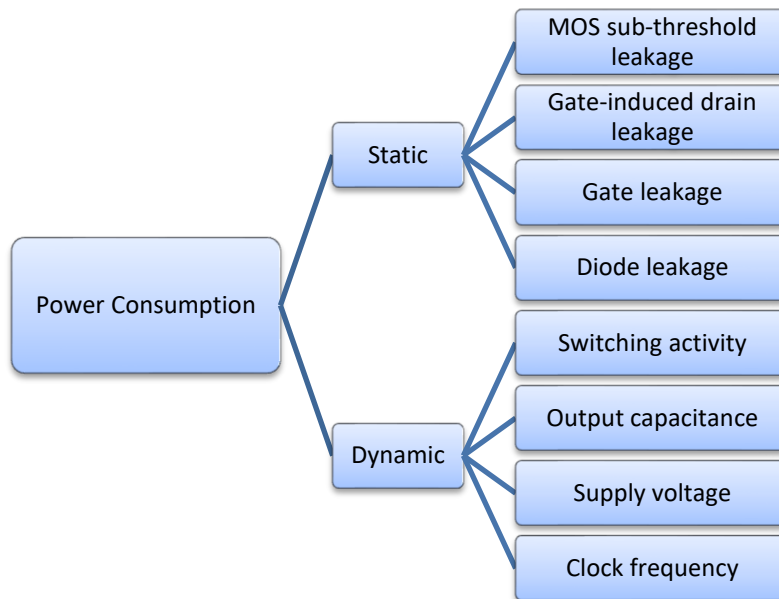 Power Consumption
Static
MOS sub-threshold
leakage
Gate-induced drain
leakage
Gate leakage
Diode leakage
Dynamic
Switching activity
Output capacitance
Supply voltage
Clock frequency